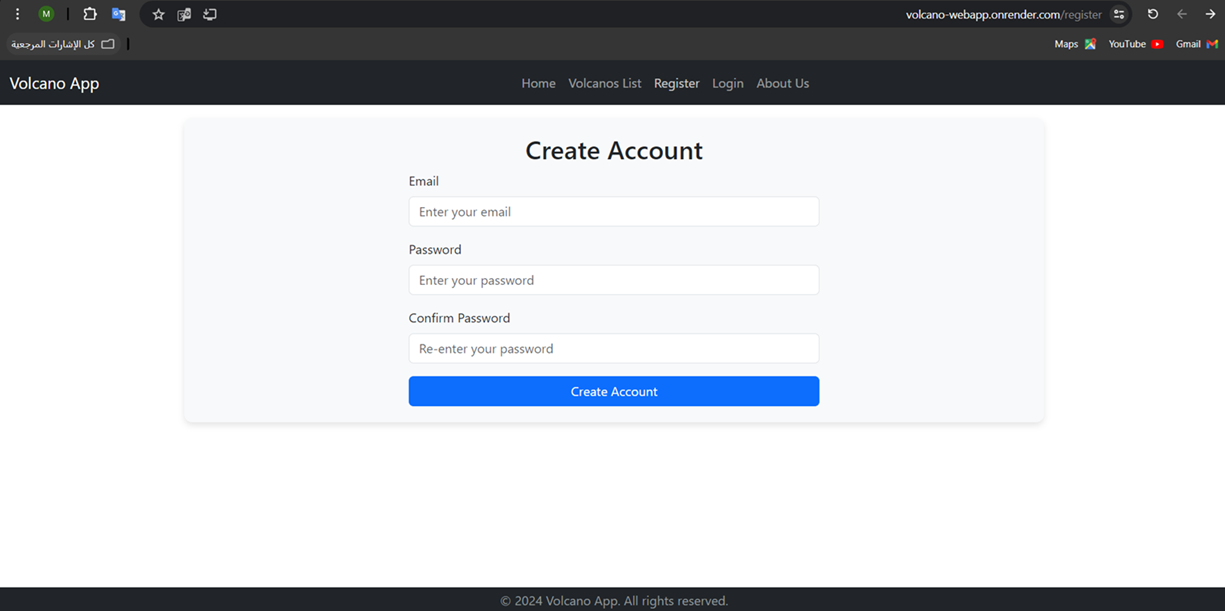 M
volcano-webapp.onrender.com/register
كل الإشارات المرجعية
Maps YouTube Gmail
Volcano App
Home Volcanos List Register Login About Us
Create Account
Email
Enter your email
Password
Enter your password
Confirm Password
Re-enter your password
Create Account
© 2024 Volcano App. All rights reserved.